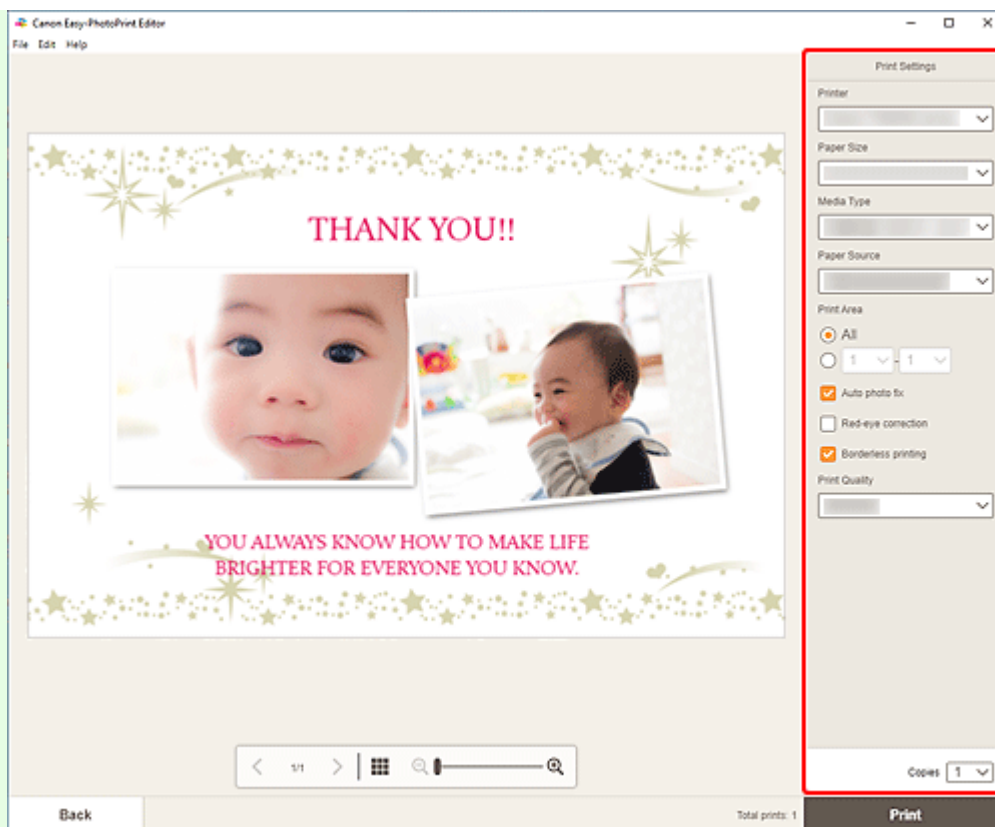 Canon Easy-PhotoPrint Editor
File Edit Help
Print Settings
Printer
Paper Size
Media Type
Paper Source
Print Area
All
1 - 1
Auto photo fix
Red-eye correction
Borderless printing
Print Quality
THANK YOU!!
YOU ALWAYS KNOW HOW TO MAKE LIFE
BRIGHTER FOR EVERYONE YOU KNOW.
1/1
Copies 1
Back
Total prints: 1
Print